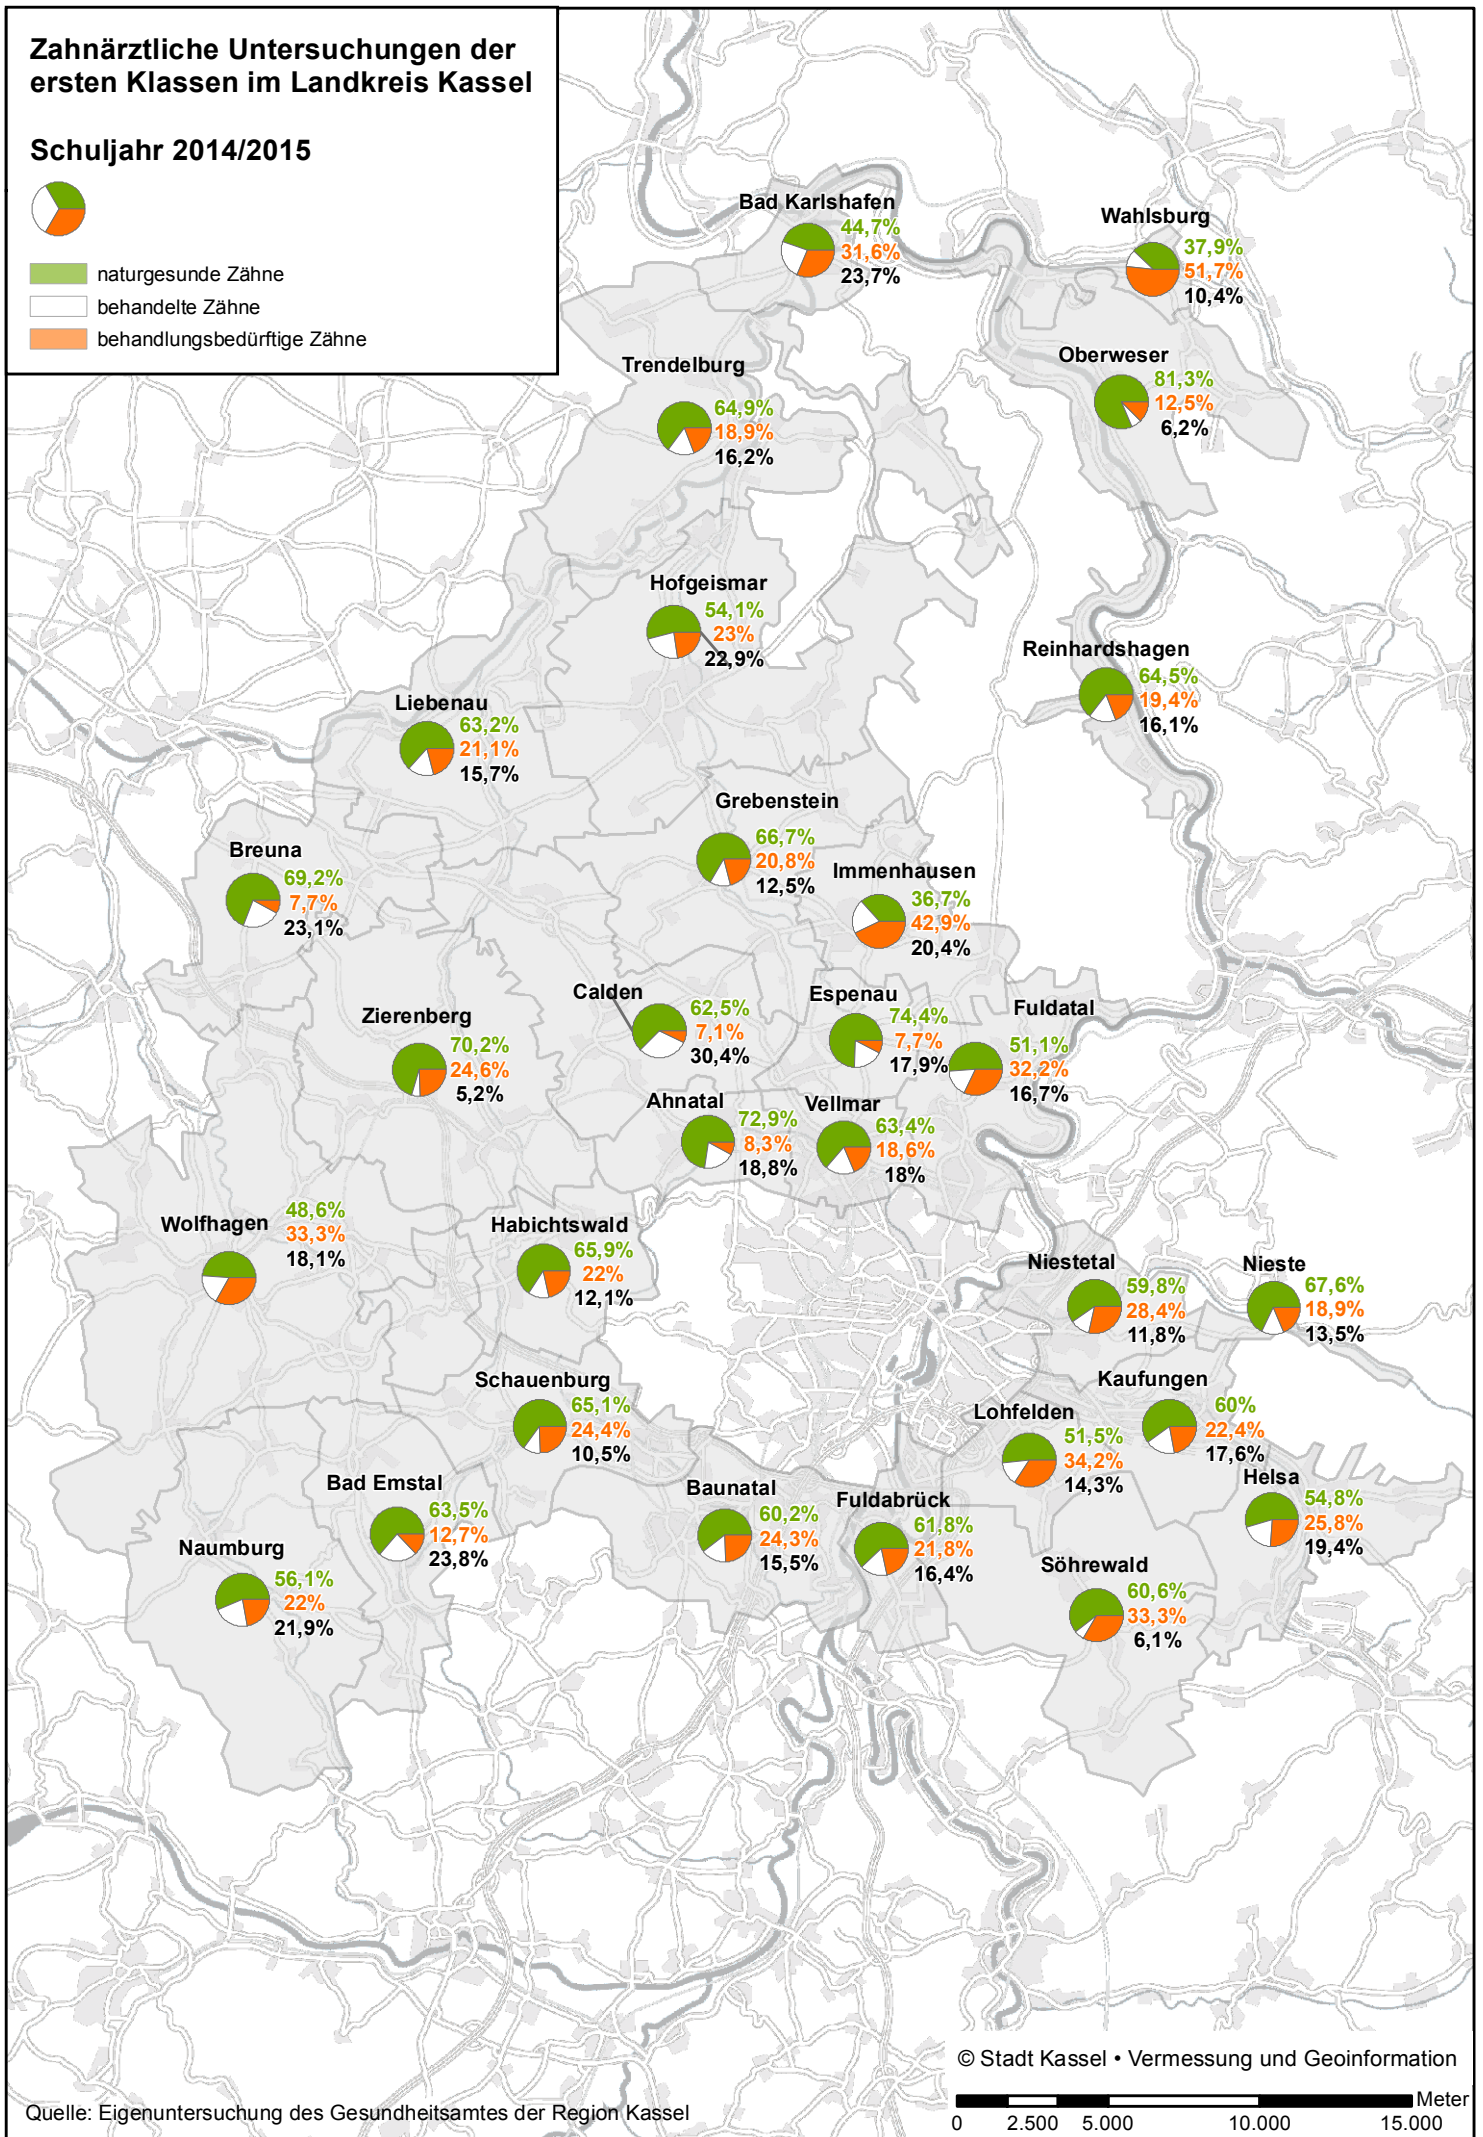 Zahnärztliche Untersuchungen der
ersten Klassen im Landkreis Kassel
Schuljahr 2014/2015
naturgesunde Zähne
behandelte Zähne
behandlungsbedürftige Zähne
Bad Karlshafen
44,7%
31,6%
23,7%
Wahlsburg
37,9%
51,7%
10,4%
Oberweser
81,3%
12,5%
6,2%
Trendelburg
64,9%
18,9%
16,2%
Hofgeismar
54,1%
23%
22,9%
Reinhardshagen
64,5%
19,4%
16,1%
Liebenau
63,2%
21,1%
15,7%
Grebenstein
66,7%
20,8%
12,5%
Breuna
69,2%
7,7%
23,1%
Immenhausen
36,7%
42,9%
20,4%
Calden
62,5%
7,1%
30,4%
Espenau
74,4%
7,7%
17,9%
Fuldatal
51,1%
32,2%
16,7%
Zierenberg
70,2%
24,6%
5,2%
Ahnatal
72,9%
8,3%
18,8%
Vellmar
63,4%
18,6%
18%
Wolfhagen
48,6%
33,3%
18,1%
Habichtswald
65,9%
22%
12,1%
Niestetal
59,8%
28,4%
11,8%
Nieste
67,6%
18,9%
13,5%
Schauenburg
65,1%
24,4%
10,5%
Kaufungen
60%
22,4%
17,6%
Lohfelden
51,5%
34,2%
14,3%
Helsa
54,8%
25,8%
19,4%
Bad Emstal
63,5%
12,7%
23,8%
Baunatal
60,2%
24,3%
15,5%
Fuldabrück
61,8%
21,8%
16,4%
Naumburg
56,1%
22%
21,9%
Söhrewald
60,6%
33,3%
6,1%
© Stadt Kassel • Vermessung und Geoinformation
Meter
0 2.500 5.000 10.000 15.000
Quelle: Eigenuntersuchung des Gesundheitsamtes der Region Kassel